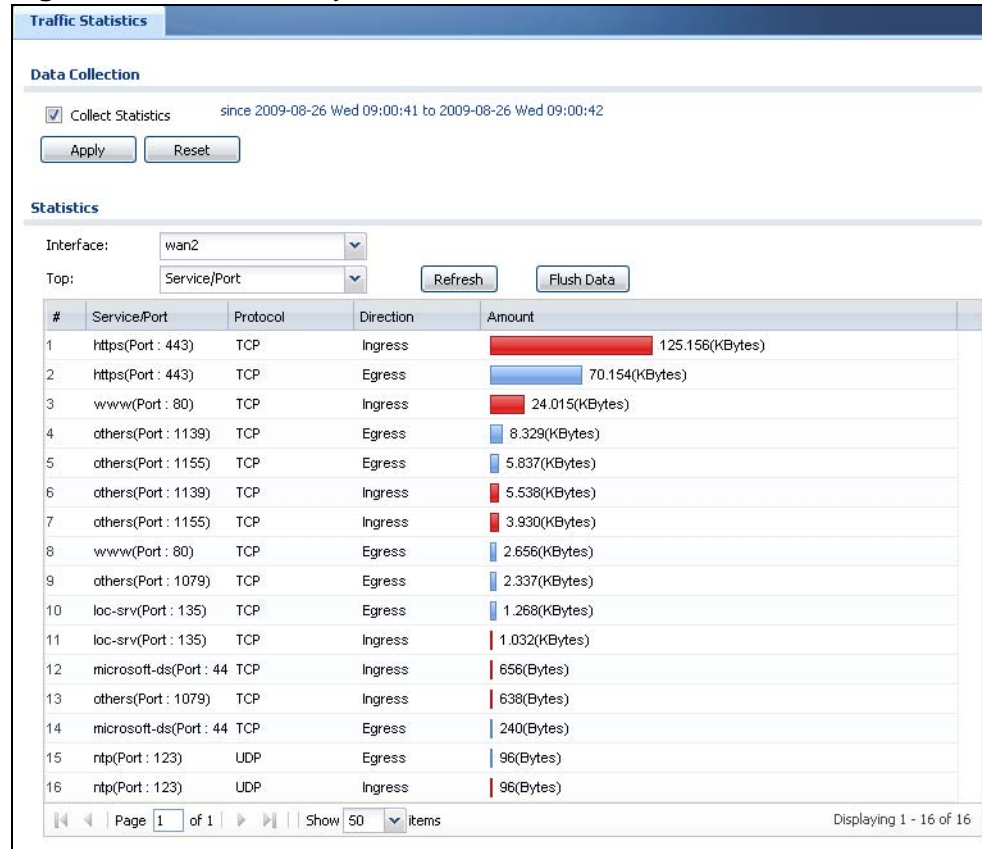 Traffic Statistics
Data Collection
Collect Statistics since 2009-08-26 Wed 09:00:41 to 2009-08-26 Wed 09:00:42
Apply Reset
Statistics
Interface: wan2
Top: Service/Port Refresh Flush Data
# Service/Port Protocol Direction Amount
1 https(Port : 443) TCP Ingress 125.156(KBytes)
2 https(Port : 443) TCP Egress 70.154(KBytes)
3 www(Port : 80) TCP Ingress 24.015(KBytes)
4 others(Port : 1139) TCP Egress 8.329(KBytes)
5 others(Port : 1155) TCP Egress 5.837(KBytes)
6 others(Port : 1139) TCP Ingress 5.538(KBytes)
7 others(Port : 1155) TCP Ingress 3.930(KBytes)
8 www(Port : 80) TCP Egress 2.656(KBytes)
9 others(Port : 1079) TCP Egress 2.337(KBytes)
10 loc-srv(Port : 135) TCP Egress 1.268(KBytes)
11 loc-srv(Port : 135) TCP Ingress 1.032(KBytes)
12 microsoft-ds(Port : 44 TCP Ingress 656(Bytes)
13 others(Port : 1079) TCP Ingress 638(Bytes)
14 microsoft-ds(Port : 44 TCP Egress 240(Bytes)
15 ntp(Port : 123) UDP Egress 96(Bytes)
16 ntp(Port : 123) UDP Ingress 96(Bytes)
Page 1 of 1 Show 50 items Displaying 1 - 16 of 16